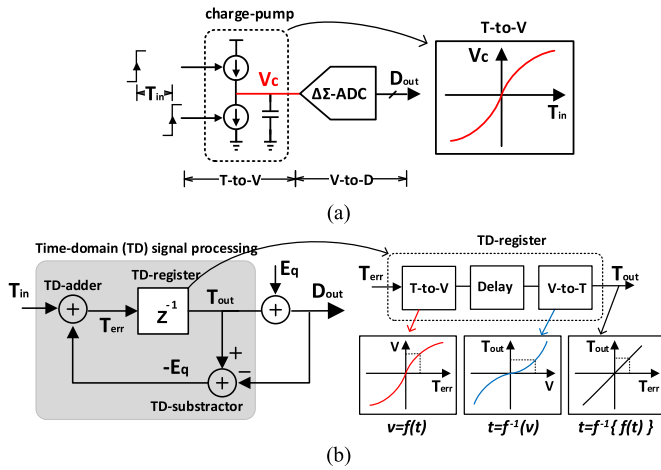 charge-pump
T-to-V
Vc
Tin
Vc
ΔΣ-ADC
Dout
Tin
T-to-V
V-to-D
(a)
Time-domain (TD) signal processing
TD-register
TD-adder
Tin
Terr
Z-1
Tout
Eq
Dout
+
-Eq
−
TD-substractor
TD-register
Terr
T-to-V
Delay
V-to-T
Tout
V
Terr
Tout
V
Tout
Terr
v=f(t)
t=f-1(v)
t=f-1{ f(t) }
(b)